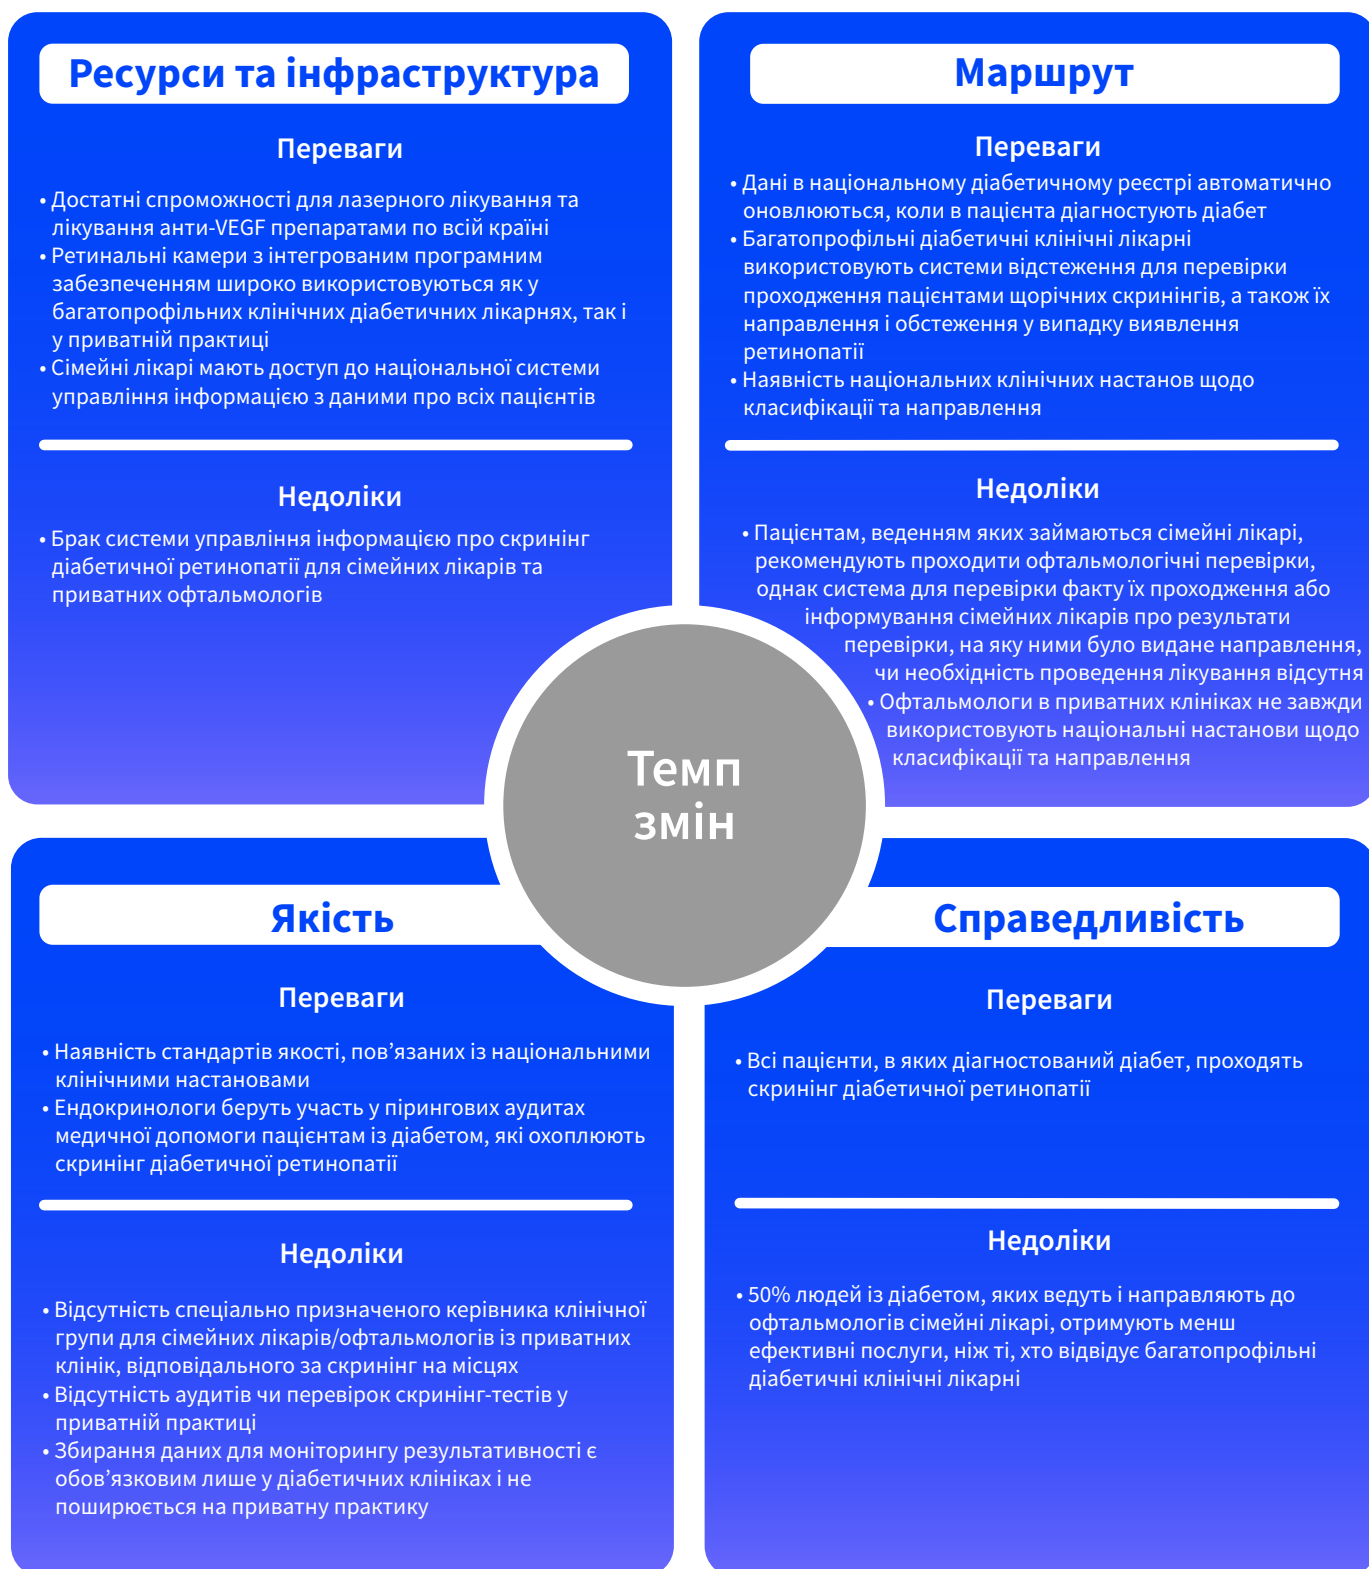 Ресурси та інфраструктура
Переваги
• Достатні спроможності для лазерного лікування та
лікування анти-VEGF препаратами по всій країні
• Ретинальні камери з інтегрованим програмним
забезпеченням широко використовуються як у
багатопрофільних клінічних діабетичних лікарнях, так і
у приватній практиці
• Сімейні лікарі мають доступ до національної системи
управління інформацією з даними про всіх пацієнтів
Недоліки
• Брак системи управління інформацією про скринінг
діабетичної ретинопатії для сімейних лікарів та
приватних офтальмологів
Маршрут
Переваги
• Дані в національному діабетичному реєстрі автоматично
оновлюються, коли в пацієнта діагностують діабет
• Багатопрофільні діабетичні клінічні лікарні
використовують системи відстеження для перевірки
проходження пацієнтами щорічних скринінгів, а також їх
направлення і обстеження у випадку виявлення
ретинопатії
• Наявність національних клінічних настанов щодо
класифікації та направлення
Недоліки
• Пацієнтам, веденням яких займаються сімейні лікарі,
рекомендують проходити офтальмологічні перевірки,
однак система для перевірки факту їх проходження або
інформування сімейних лікарів про результати
перевірки, на яку ними було видане направлення,
чи необхідність проведення лікування відсутня
• Офтальмологи в приватних клініках не завжди
використовують національні настанови щодо
класифікації та направлення
Темп
змін
Якість
Переваги
• Наявність стандартів якості, пов’язаних із національними
клінічними настановами
• Ендокринологи беруть участь у пірингових аудитах
медичної допомоги пацієнтам із діабетом, які охоплюють
скринінг діабетичної ретинопатії
Недоліки
• Відсутність спеціально призначеного керівника клінічної
групи для сімейних лікарів/офтальмологів із приватних
клінік, відповідального за скринінг на місцях
• Відсутність аудитів чи перевірок скринінг-тестів у
приватній практиці
• Збирання даних для моніторингу результативності є
обов’язковим лише у діабетичних клініках і не
поширюється на приватну практику
Справедливість
Переваги
• Всі пацієнти, в яких діагностований діабет, проходять
скринінг діабетичної ретинопатії
Недоліки
• 50% людей із діабетом, яких ведуть і направляють до
офтальмологів сімейні лікарі, отримують менш
ефективні послуги, ніж ті, хто відвідує багатопрофільні
діабетичні клінічні лікарні